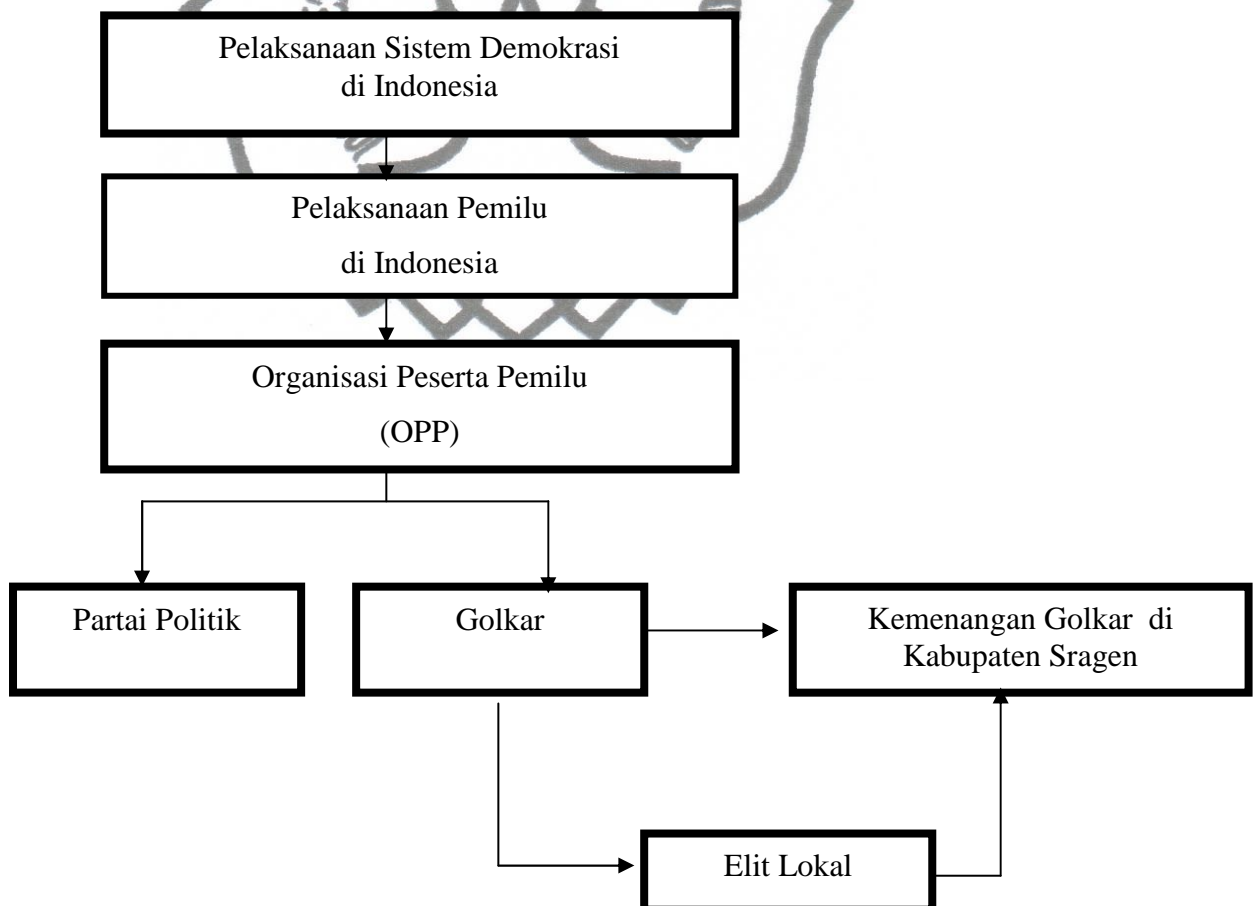 Pelaksanaan Sistem Demokrasi
di Indonesia
Pelaksanaan Pemilu
di Indonesia
Organisasi Peserta Pemilu
(OPP)
Partai Politik
Golkar
Kemenangan Golkar di
Kabupaten Sragen
Elit Lokal